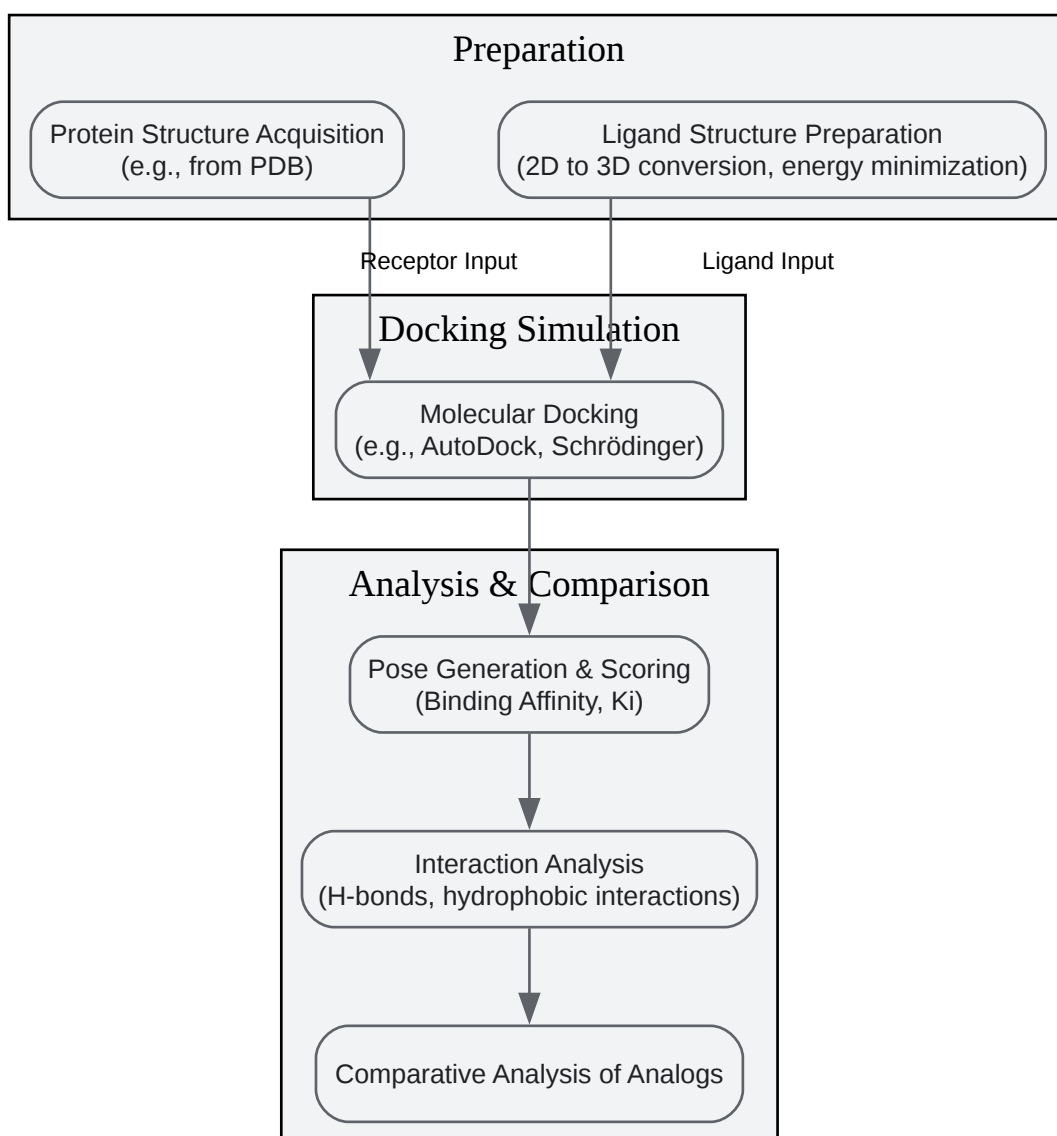 Preparation
Protein Structure Acquisition
(e.g., from PDB)
Ligand Structure Preparation
(2D to 3D conversion, energy minimization)
Receptor Input
Ligand Input
Docking Simulation
Molecular Docking
(e.g., AutoDock, Schrödinger)
Analysis & Comparison
Pose Generation & Scoring
(Binding Affinity, Ki)
Interaction Analysis
(H-bonds, hydrophobic interactions)
Comparative Analysis of Analogs